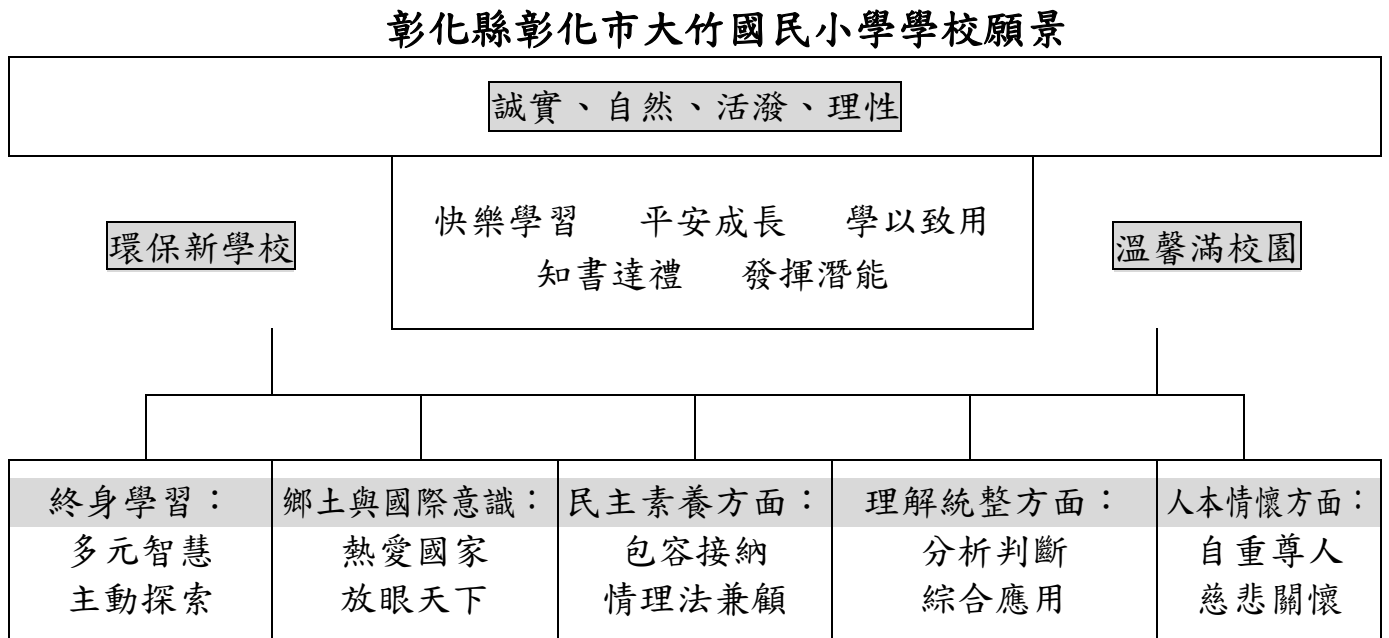 彰化縣彰化市大竹國民小學學校願景
誠實、自然、活潑、理性
環保新學校
快樂學習 平安成長 學以致用
知書達禮 發揮潛能
溫馨滿校園
終身學習：
多元智慧
主動探索
鄉土與國際意識：
熱愛國家
放眼天下
民主素養方面：
包容接納
情理法兼顧
理解統整方面：
分析判斷
綜合應用
人本情懷方面：
自重尊人
慈悲關懷